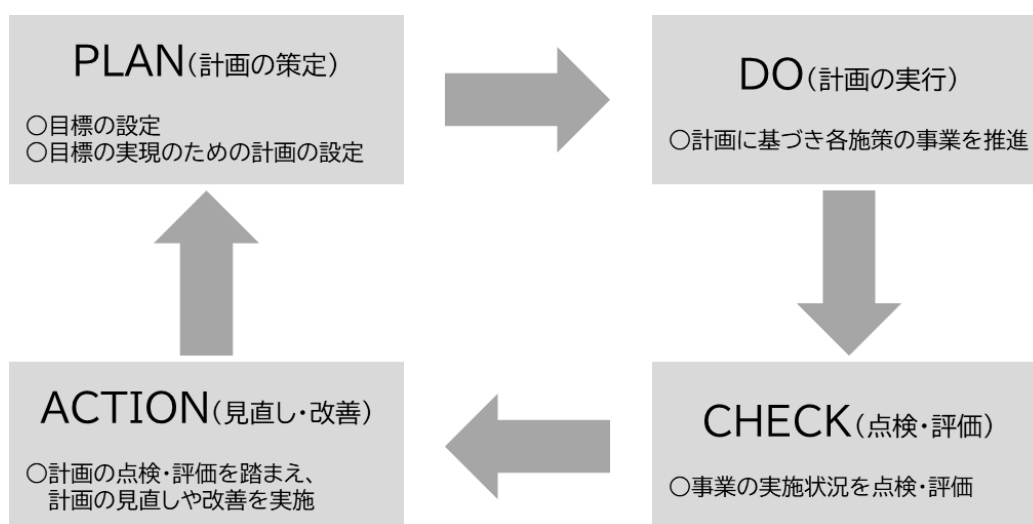 PLAN(計画の策定)
○目標の設定
○目標の実現のための計画の設定
DO(計画の実行)
○計画に基づき各施策の事業を推進
ACTION(見直し・改善)
○計画の点検・評価を踏まえ、
計画の見直しや改善を実施
CHECK(点検・評価)
○事業の実施状況を点検・評価